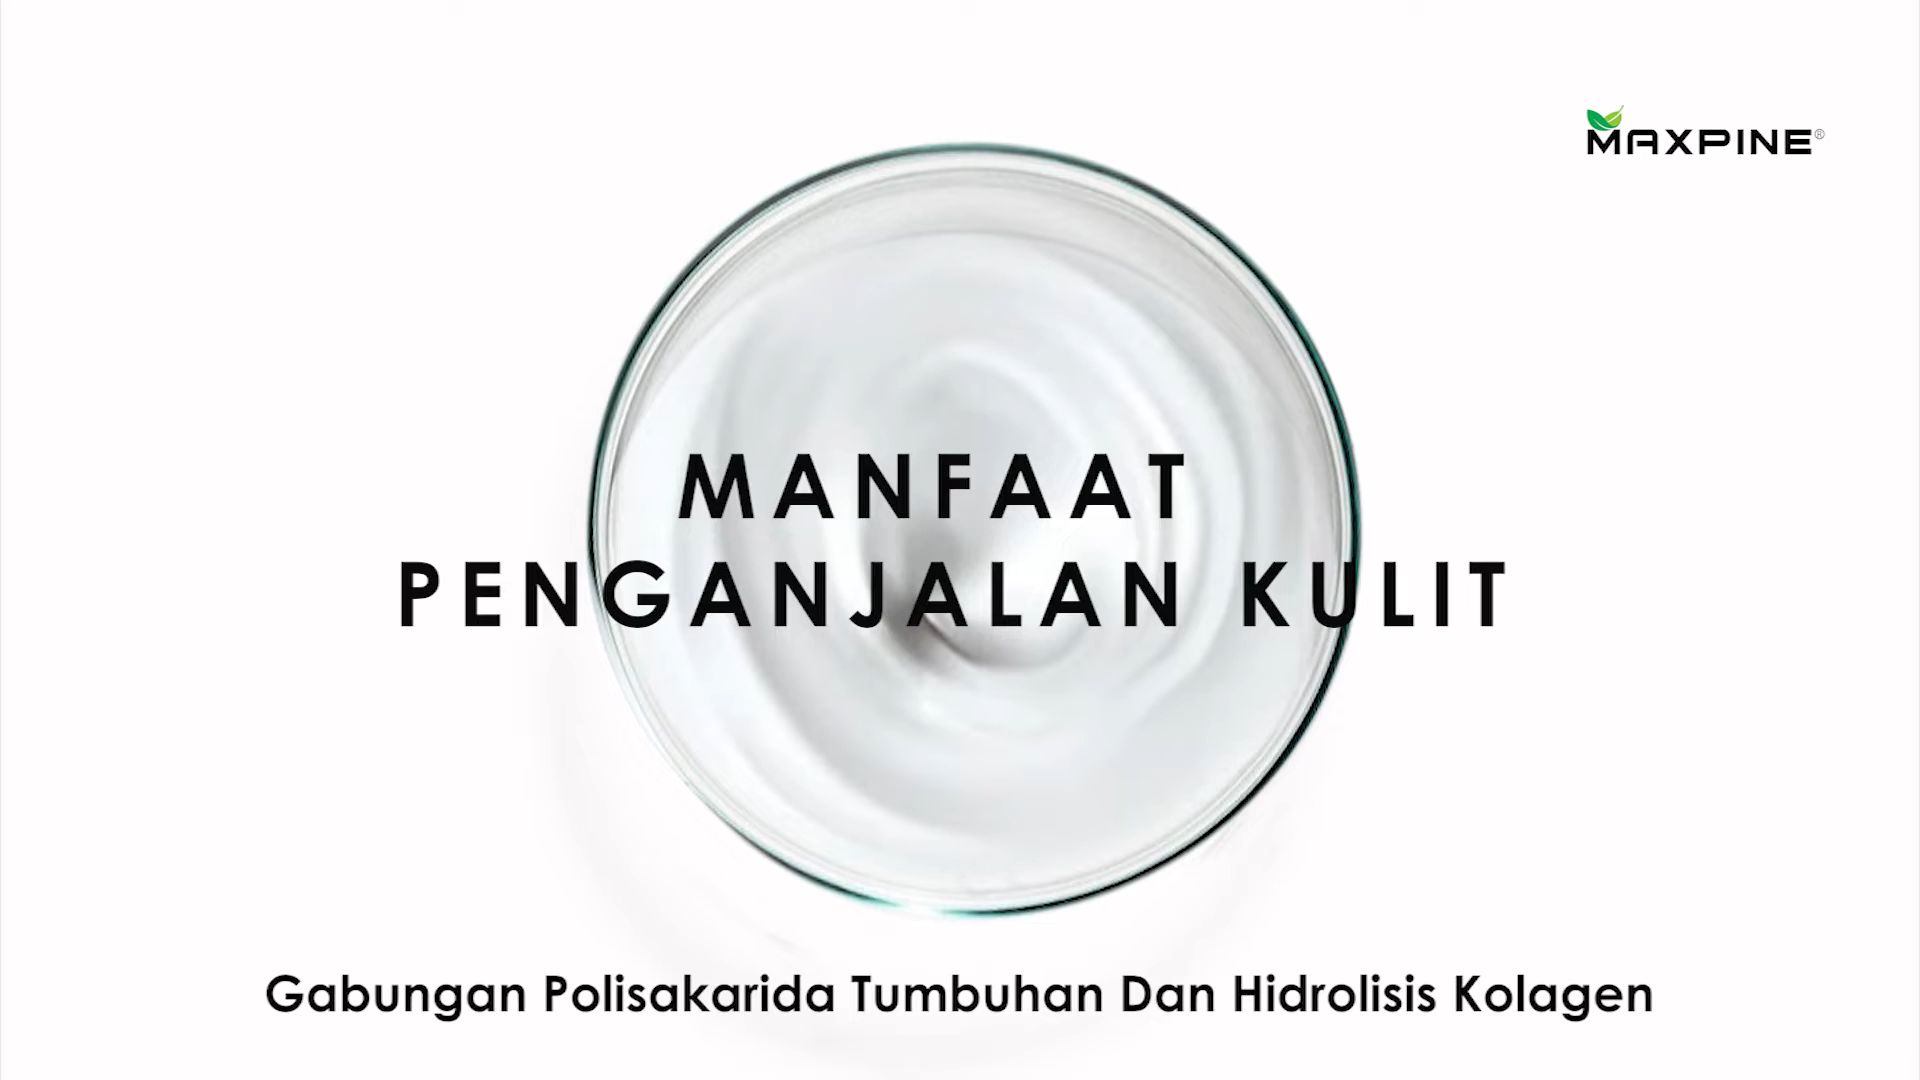 MAXPINE®
MANFAAT
PENGANJALAN KULIT
Gabungan Polisakarida Tumbuhan Dan Hidrolisis Kolagen